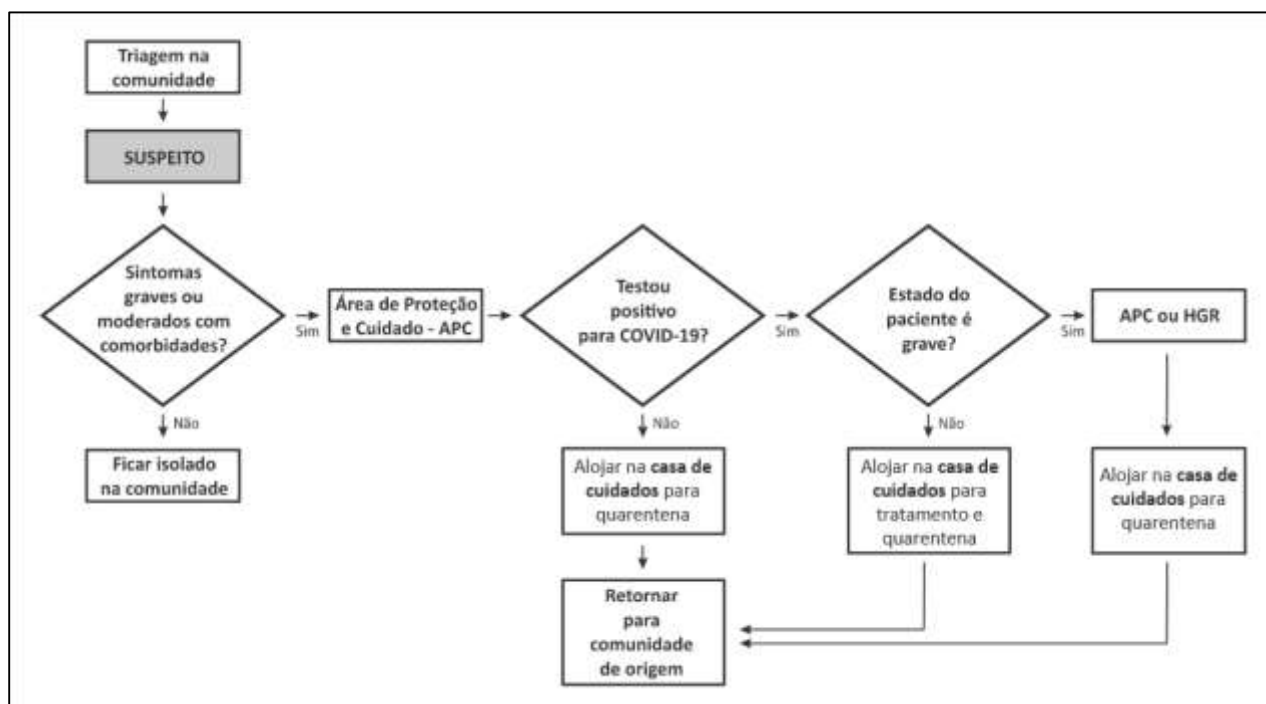 Triagem na
comunidade
SUSPEITO
Sintomas
graves ou
moderados com
comorbidades?
Sim
Não
Ficar isolado
na comunidade
Área de Proteção
e Cuidado - APC
Testou
positivo
para COVID-19?
Sim
Não
Alojar na casa de
cuidados para
quarentena
Retornar
para
comunidade
de origem
Estado do
paciente é
grave?
Sim
Não
Alojar na casa de
cuidados para
tratamento e
quarentena
APC ou HGR
Alojar na casa de
cuidados para
quarentena